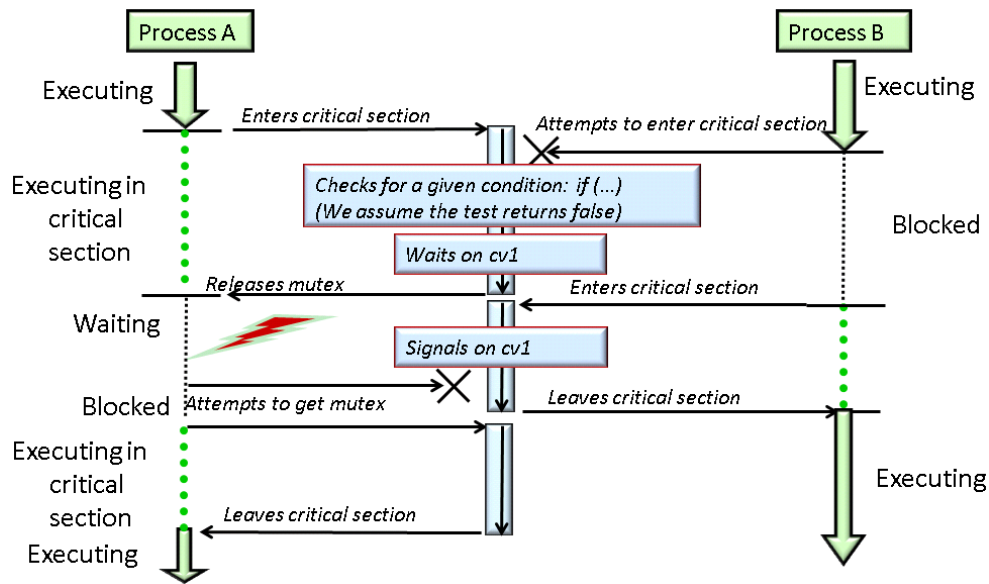 Process A
Process B
Executing
Executing
Enters critical section
Attempts to enter critical section
Executing in
critical
section
Checks for a given condition: if (...)
(We assume the test returns false)
Blocked
Waits on cv1
Releases mutex
Enters critical section
Waiting
Signals on cv1
Blocked
Attempts to get mutex
Leaves critical section
Executing in
critical
section
Executing
Leaves critical section
Executing